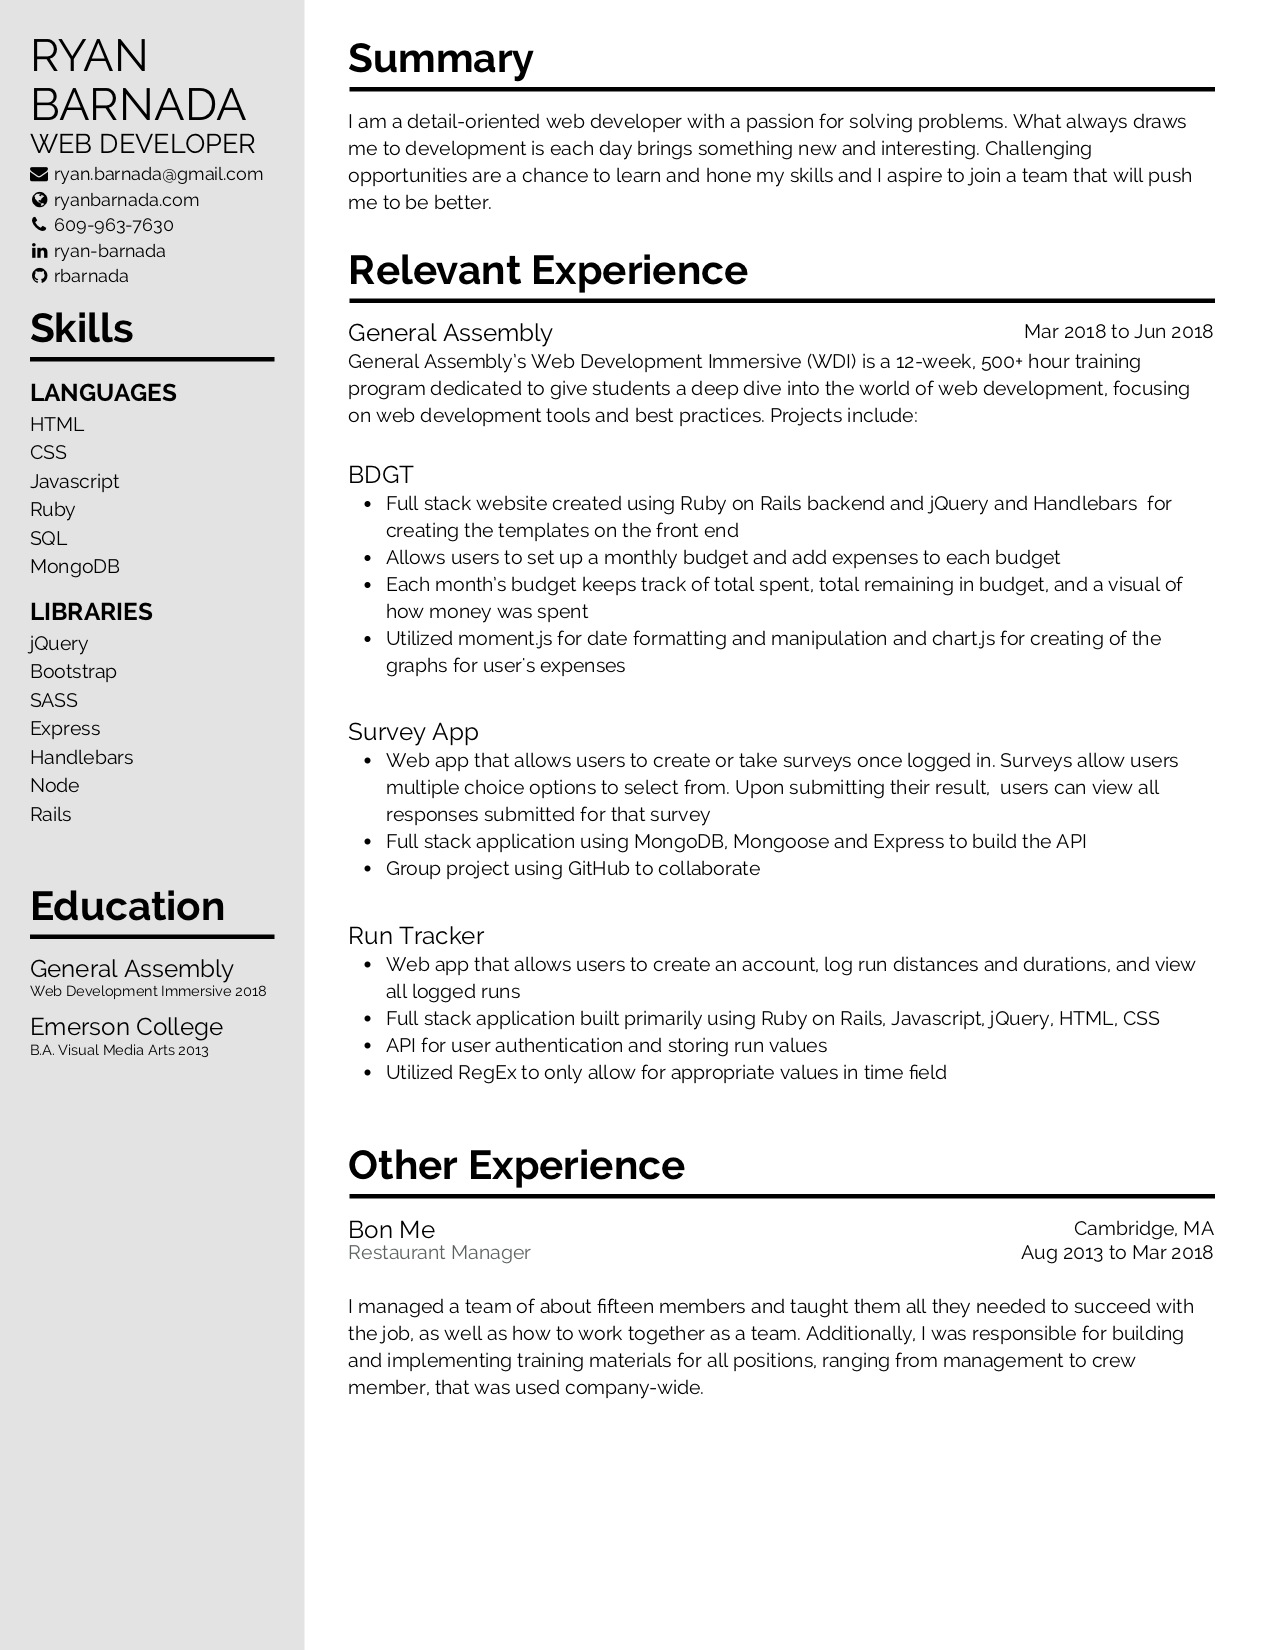 RYAN
BARNADA
WEB DEVELOPER
ryan.barnada@gmail.com
ryanbarnada.com
609-963-7630
ryan-barnada
rbarnada
Skills
LANGUAGES
HTML
CSS
Javascript
Ruby
SQL
MongoDB
LIBRARIES
jQuery
Bootstrap
SASS
Express
Handlebars
Node
Rails
Education
General Assembly
Web Development Immersive 2018
Emerson College
B.A. Visual Media Arts 2013
Summary
I am a detail-oriented web developer with a passion for solving problems. What always draws
me to development is each day brings something new and interesting. Challenging
opportunities are a chance to learn and hone my skills and I aspire to join a team that will push
me to be better.
Relevant Experience
General Assembly Mar 2018 to Jun 2018
General Assembly's Web Development Immersive (WDI) is a 12-week, 500+ hour training
program dedicated to give students a deep dive into the world of web development, focusing
on web development tools and best practices. Projects include:
BDGT
• Full stack website created using Ruby on Rails backend and jQuery and Handlebars  for
creating the templates on the front end
• Allows users to set up a monthly budget and add expenses to each budget
• Each month's budget keeps track of total spent, total remaining in budget, and a visual of
how money was spent
• Utilized moment.js for date formatting and manipulation and chart.js for creating of the
graphs for user's expenses
Survey App
• Web app that allows users to create or take surveys once logged in. Surveys allow users
multiple choice options to select from. Upon submitting their result,  users can view all
responses submitted for that survey
• Full stack application using MongoDB, Mongoose and Express to build the API
• Group project using GitHub to collaborate
Run Tracker
• Web app that allows users to create an account, log run distances and durations, and view
all logged runs
• Full stack application built primarily using Ruby on Rails, Javascript, jQuery, HTML, CSS
• API for user authentication and storing run values
• Utilized RegEx to only allow for appropriate values in time field
Other Experience
Bon Me Cambridge, MA
Restaurant Manager Aug 2013 to Mar 2018
I managed a team of about fifteen members and taught them all they needed to succeed with
the job, as well as how to work together as a team. Additionally, I was responsible for building
and implementing training materials for all positions, ranging from management to crew
member, that was used company-wide.